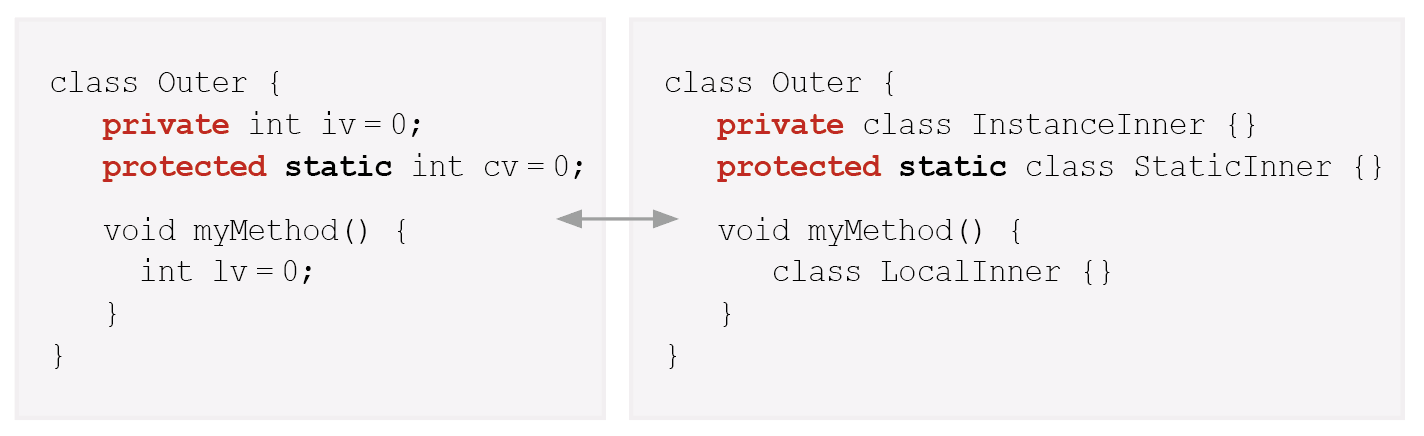 class Outer {
private int iv = 0;
protected static int cv = 0;
void myMethod() {
int lv = 0;
}
}
class Outer {
private class InstanceInner {}
protected static class StaticInner {}
void myMethod() {
class LocalInner {}
}
}